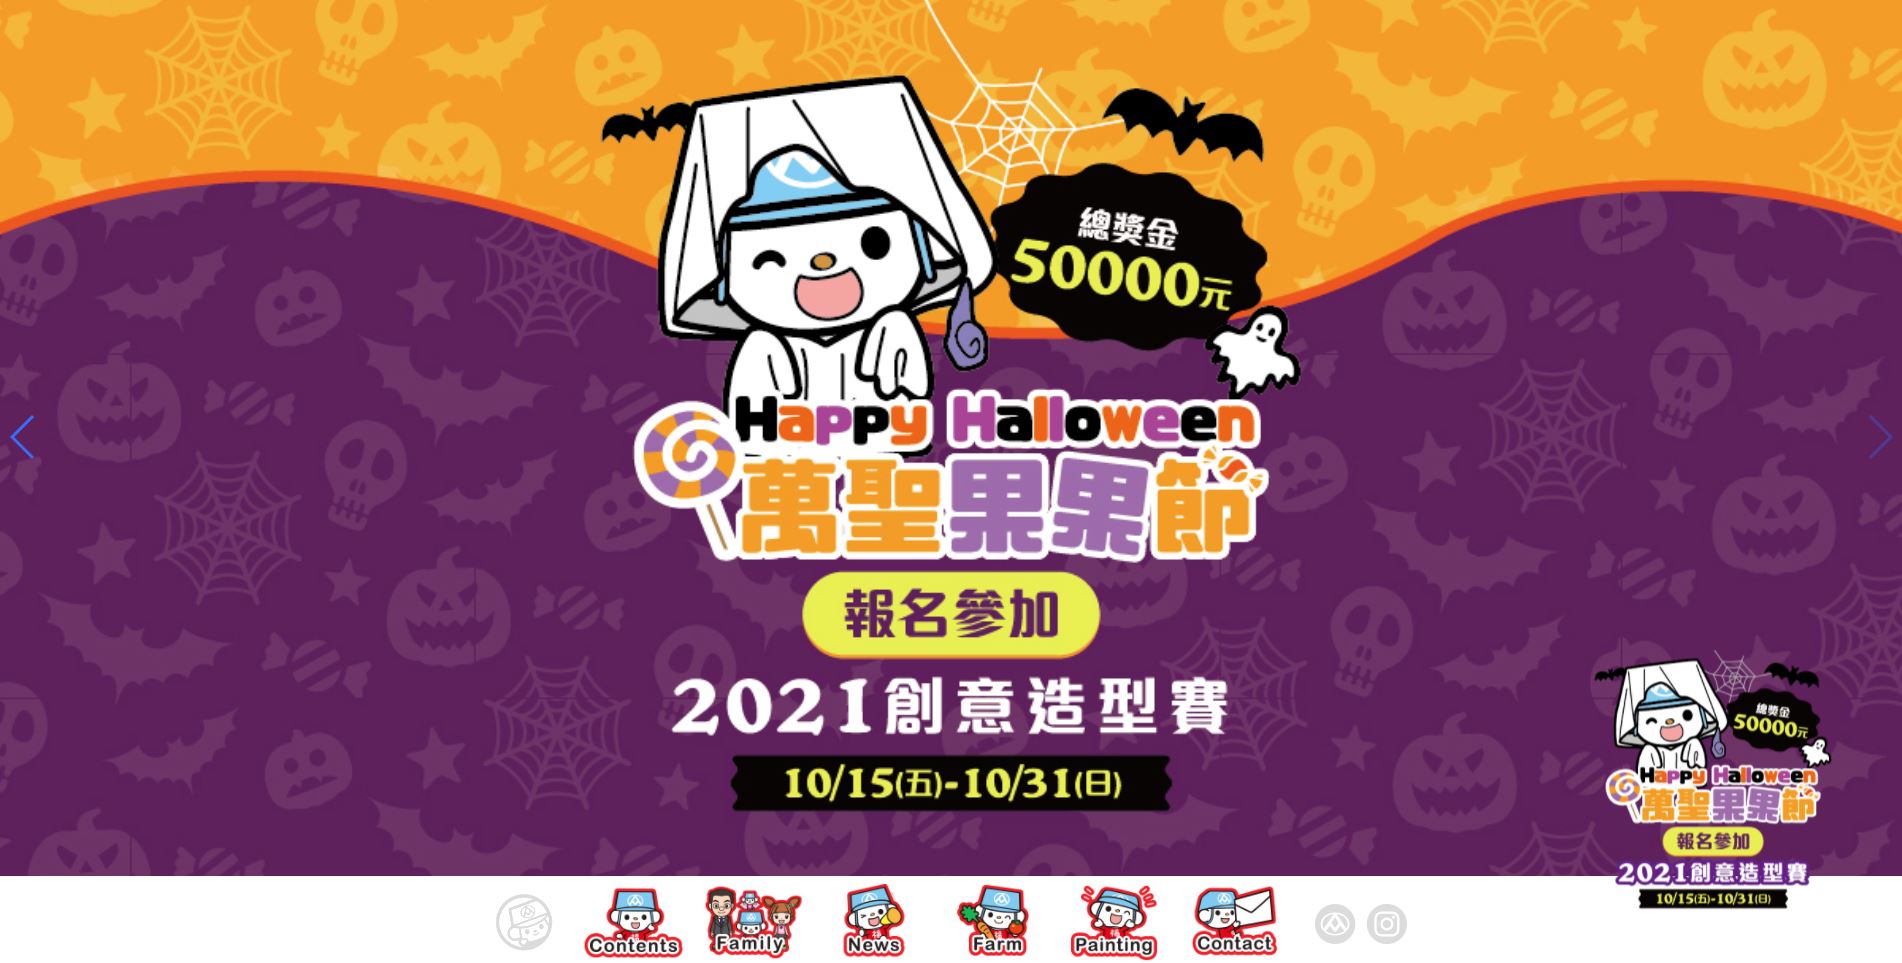 總獎金
50000元
Happy Halloween
萬聖果果節
報名參加
2021創意造型賽
10/15(五)-10/31(日)
總獎金
50000元
Happy Halloween
萬聖果果節
報名參加
2021創意造型賽
10/15(五)-10/31(日)
Contents
Family
News
Farm
Painting
Contact